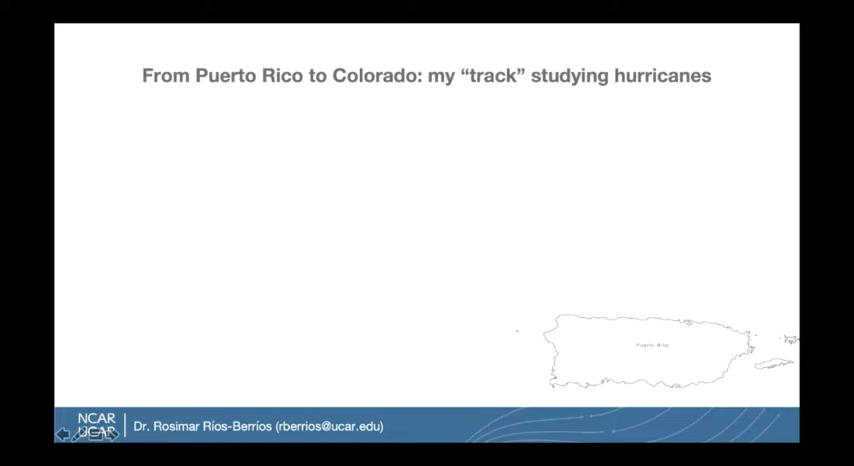 From Puerto Rico to Colorado: my “track” studying hurricanes
Puerto Rico
NCAR
UCAR
Dr. Rosimar Ríos-Berríos (rberrios@ucar.edu)